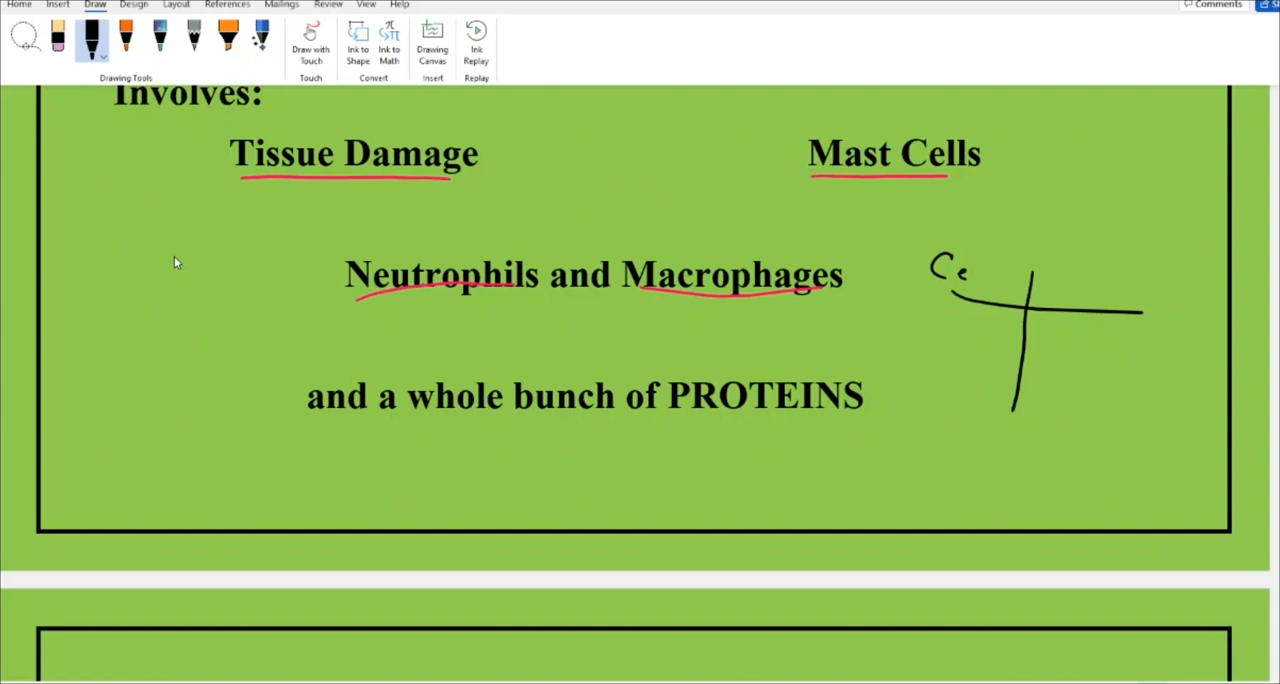 Home Insert Draw Design Layout References Mailings Review View Help
Comments
Draw with Touch
Ink to Shape
Ink to Math
Drawing Canvas
Ink Replay
Drawing Tools Touch Convert Insert Replay
Involves:
Tissue Damage Mast Cells
Neutrophils and Macrophages
Ce
and a whole bunch of PROTEINS